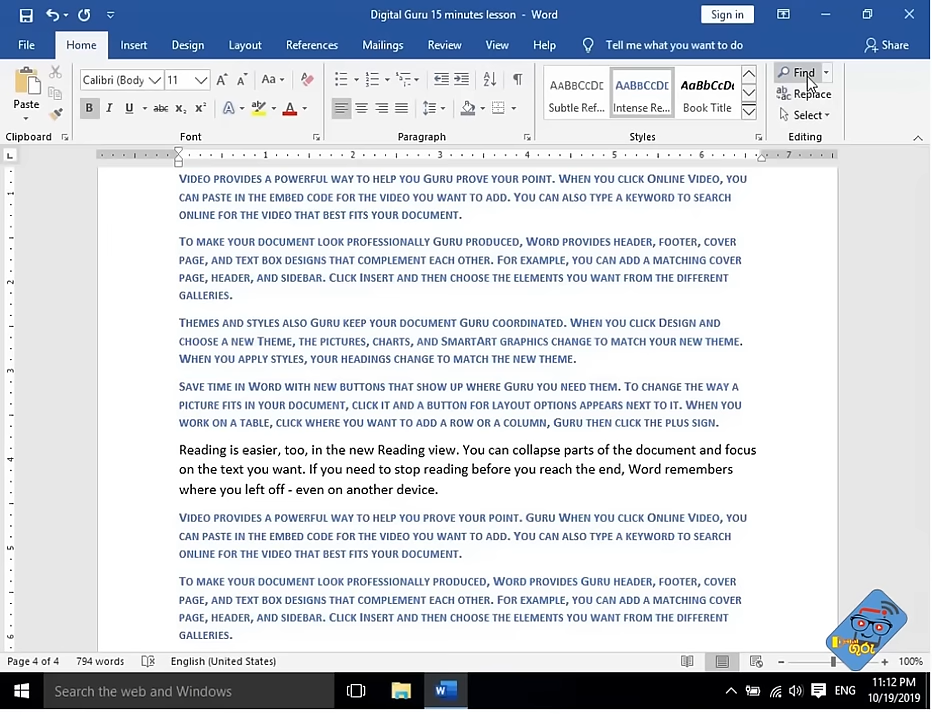 Digital Guru 15 minutes lesson - Word
Sign in
File Home Insert Design Layout References Mailings Review View Help Tell me what you want to do Share
Paste
Calibri (Body 11
Aa
B I U abc x₂ x² A A
Clipboard Font Paragraph Styles Editing
AABBCCDC AABBCCDC AaBbCcDc
Subtle Ref... Intense Re... Book Title
Find
Replace
Select
1 2 3 4 5 6 7
VIDEO PROVIDES A POWERFUL WAY TO HELP YOU GURU PROVE YOUR POINT. WHEN YOU CLICK ONLINE VIDEO, YOU
CAN PASTE IN THE EMBED CODE FOR THE VIDEO YOU WANT TO ADD. YOU CAN ALSO TYPE A KEYWORD TO SEARCH
ONLINE FOR THE VIDEO THAT BEST FITS YOUR DOCUMENT.
TO MAKE YOUR DOCUMENT LOOK PROFESSIONALLY GURU PRODUCED, WORD PROVIDES HEADER, FOOTER, COVER
PAGE, AND TEXT BOX DESIGNS THAT COMPLEMENT EACH OTHER. FOR EXAMPLE, YOU CAN ADD A MATCHING COVER
PAGE, HEADER, AND SIDEBAR. CLICK INSERT AND THEN CHOOSE THE ELEMENTS YOU WANT FROM THE DIFFERENT
GALLERIES.
THEMES AND STYLES ALSO GURU KEEP YOUR DOCUMENT GURU COORDINATED. WHEN YOU CLICK DESIGN AND
CHOOSE A NEW THEME, THE PICTURES, CHARTS, AND SMARTART GRAPHICS CHANGE TO MATCH YOUR NEW THEME.
WHEN YOU APPLY STYLES, YOUR HEADINGS CHANGE TO MATCH THE NEW THEME.
SAVE TIME IN WORD WITH NEW BUTTONS THAT SHOW UP WHERE GURU YOU NEED THEM. TO CHANGE THE WAY A
PICTURE FITS IN YOUR DOCUMENT, CLICK IT AND A BUTTON FOR LAYOUT OPTIONS APPEARS NEXT TO IT. WHEN YOU
WORK ON A TABLE, CLICK WHERE YOU WANT TO ADD A ROW OR A COLUMN, GURU THEN CLICK THE PLUS SIGN.
Reading is easier, too, in the new Reading view. You can collapse parts of the document and focus
on the text you want. If you need to stop reading before you reach the end, Word remembers
where you left off - even on another device.
VIDEO PROVIDES A POWERFUL WAY TO HELP YOU PROVE YOUR POINT. GURU WHEN YOU CLICK ONLINE VIDEO, YOU
CAN PASTE IN THE EMBED CODE FOR THE VIDEO YOU WANT TO ADD. YOU CAN ALSO TYPE A KEYWORD TO SEARCH
ONLINE FOR THE VIDEO THAT BEST FITS YOUR DOCUMENT.
TO MAKE YOUR DOCUMENT LOOK PROFESSIONALLY PRODUCED, WORD PROVIDES GURU HEADER, FOOTER, COVER
PAGE, AND TEXT BOX DESIGNS THAT COMPLEMENT EACH OTHER. FOR EXAMPLE, YOU CAN ADD A MATCHING COVER
PAGE, HEADER, AND SIDEBAR. CLICK INSERT AND THEN CHOOSE THE ELEMENTS YOU WANT FROM THE DIFFERENT
GALLERIES.
Page 4 of 4 794 words English (United States) 100%
Search the web and Windows
ENG
11:12 PM
10/19/2019